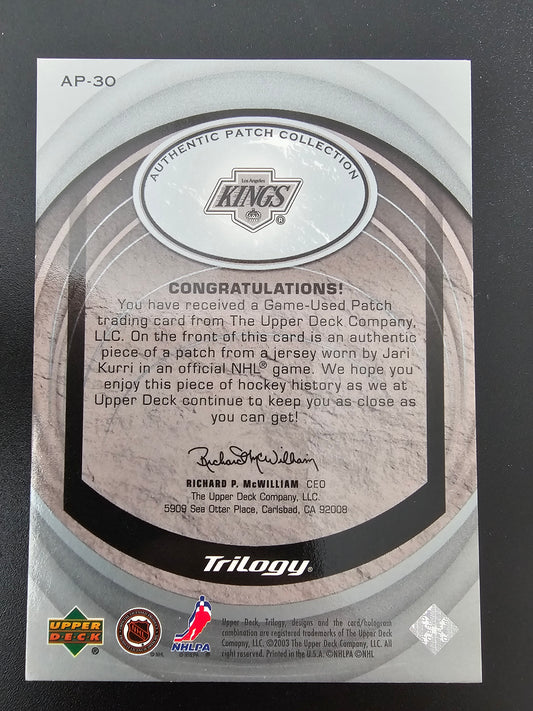 AP-30
AUTHENTIC PATCH COLLECTION
Los Angeles
KINGS®
CONGRATULATIONS!
You have received a Game-Used Patch
trading card from The Upper Deck Company,
LLC. On the front of this card is an authentic
piece of a patch from a jersey worn by Jari
Kurri in an official NHL® game. We hope you
enjoy this piece of hockey history as we at
Upper Deck continue to keep you as close as
you can get!
Richard P. McWilliam
RICHARD P. McWILLIAM CEO
The Upper Deck Company, LLC.
5909 Sea Otter Place, Carlsbad, CA 92008
Trilogy®
UPPER
DECK
®
NHL
© NHL
NHLPA
© NHLPA ®
Upper Deck, Trilogy, designs and the card/hologram
combination are registered trademarks of The Upper Deck
Company, LLC. ©2003 The Upper Deck Company, LLC. All
rights reserved. Printed in the U.S.A. ©NHLPA ©NHL